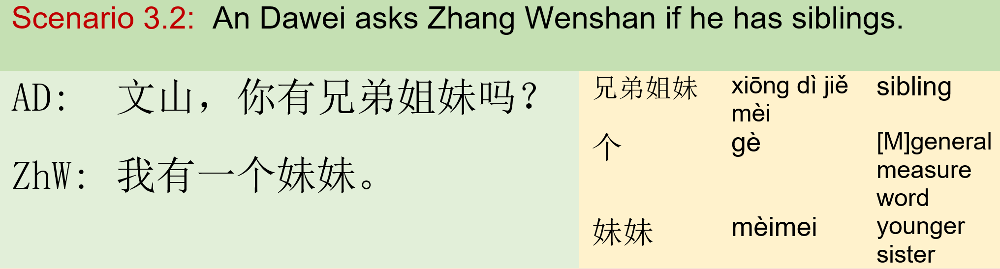 Scenario 3.2: An Dawei asks Zhang Wenshan if he has siblings.
AD: 文山，你有兄弟姐妹吗？
ZhW: 我有一个妹妹。
兄弟姐妹 xiōng dì jiě sibling
mèi
个 gè [M]general
measure
word
妹妹 mèimei younger
sister